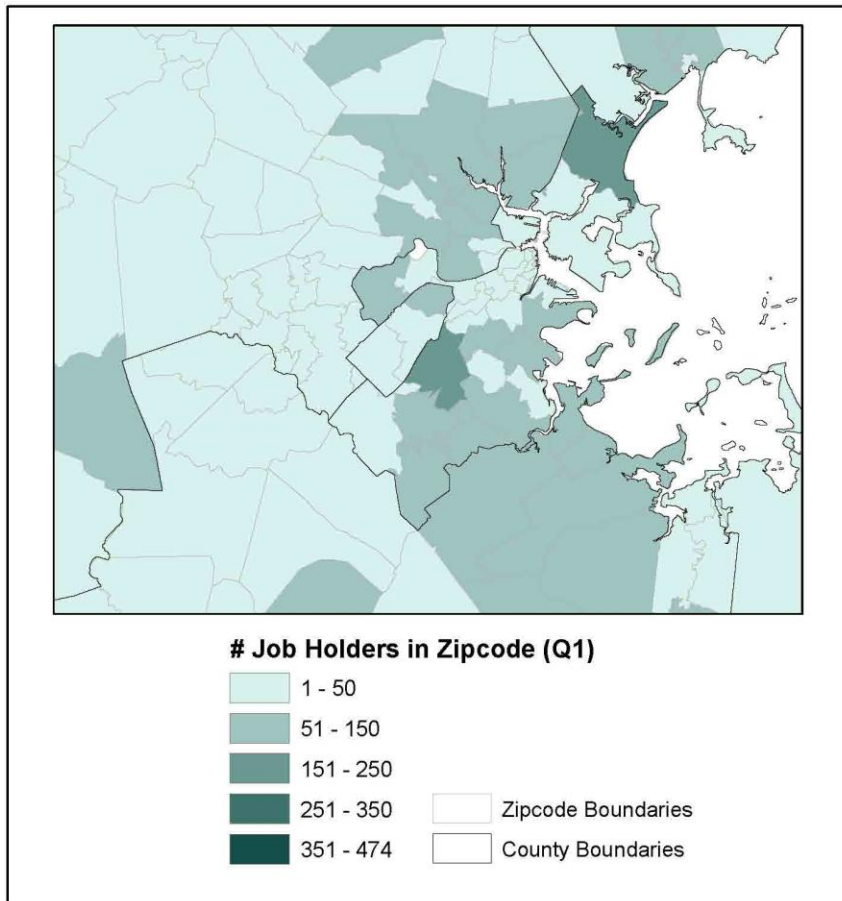 # Job Holders in Zipcode (Q1)
1 - 50
51 - 150
151 - 250
251 - 350
351 - 474
Zipcode Boundaries
County Boundaries